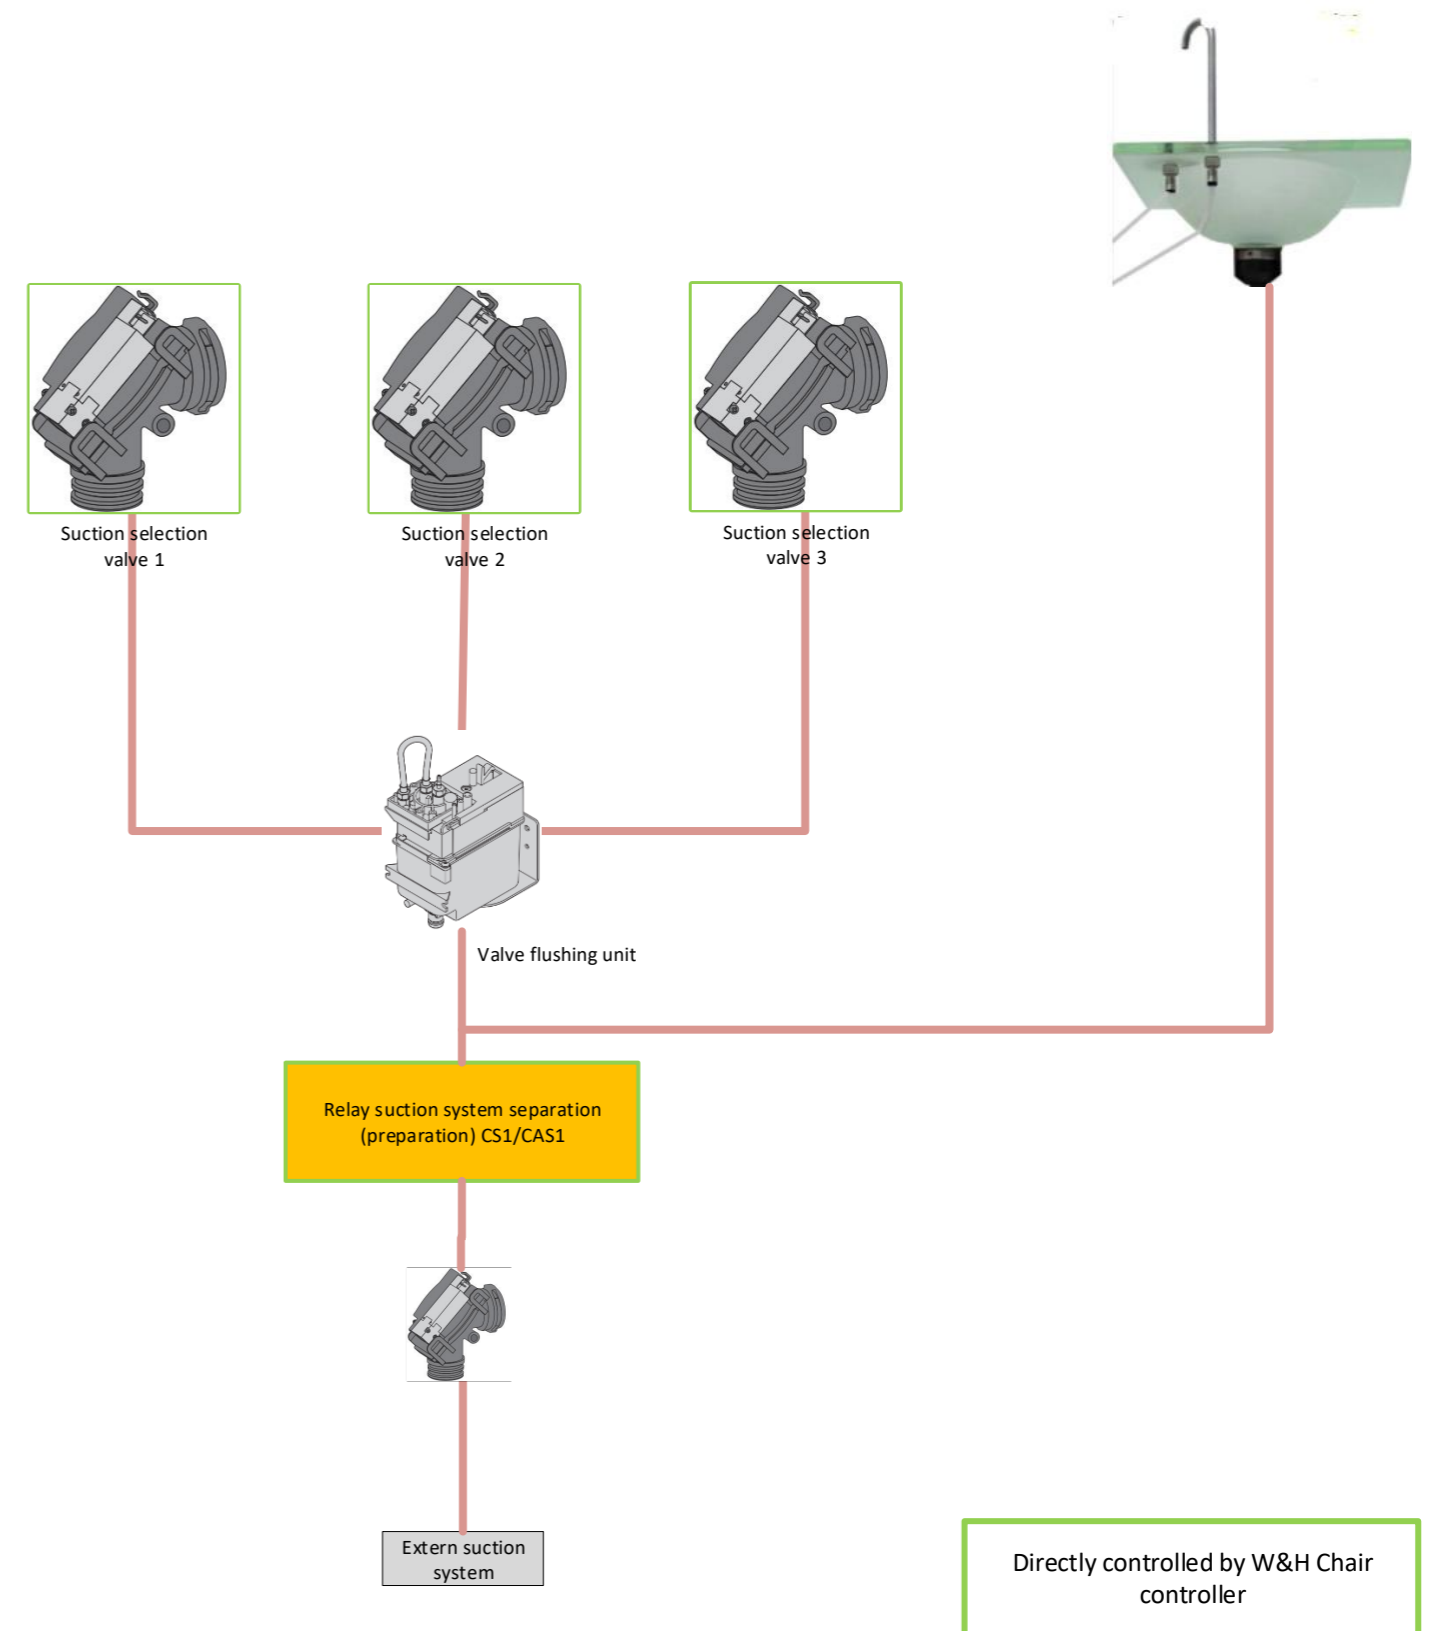 Suction selection
valve 1
Suction selection
valve 2
Suction selection
valve 3
Valve flushing unit
Relay suction system separation
(preparation) CS1/CAS1
Extern suction
system
Directly controlled by W&H Chair
controller